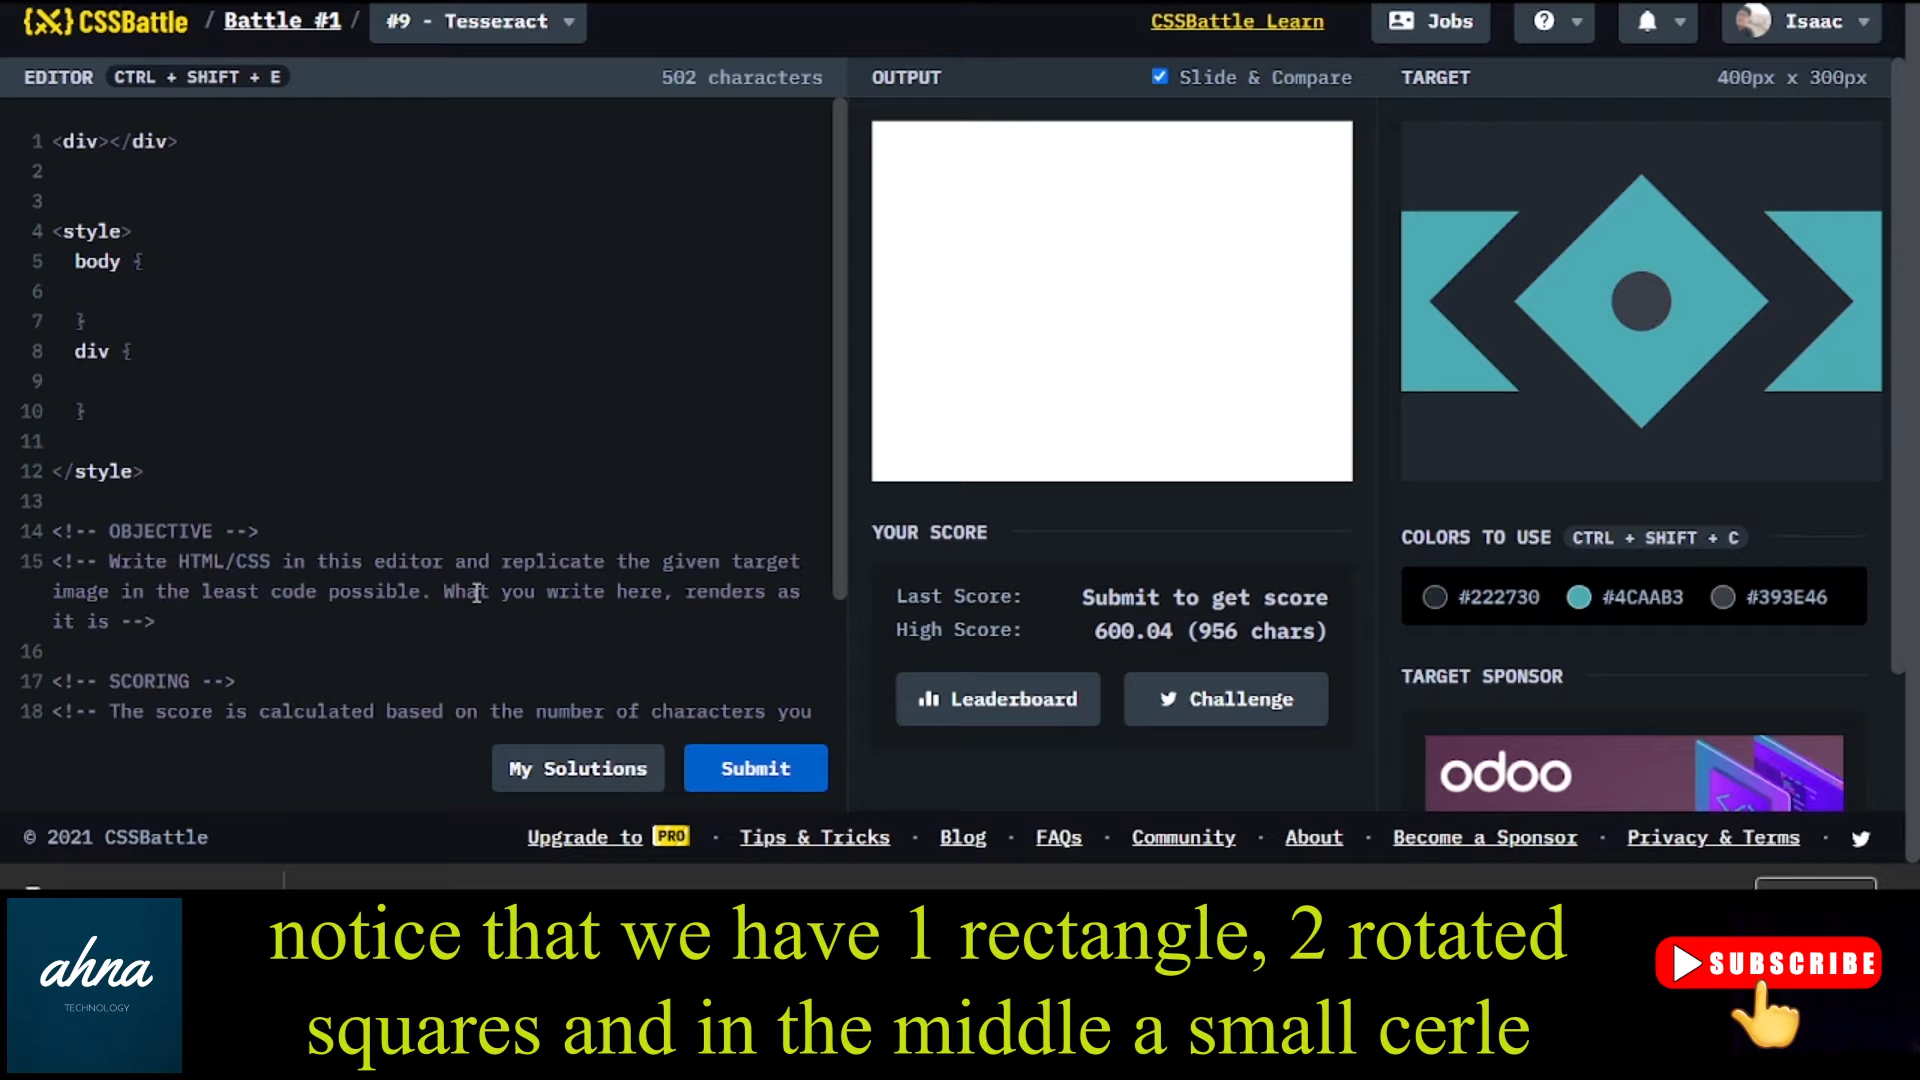 {X} CSSBattle / Battle #1 / #9 - Tesseract
CSSBattle Learn
Jobs
Isaac
EDITOR CTRL + SHIFT + E 502 characters
OUTPUT Slide & Compare
TARGET 400px x 300px
1 <div></div>
2
3
4 <style>
5 body {
6
7 }
8 div {
9
10 }
11
12 </style>
13
14 <!-- OBJECTIVE -->
15 <!-- Write HTML/CSS in this editor and replicate the given target
image in the least code possible. What you write here, renders as
it is -->
16
17 <!-- SCORING -->
18 <!-- The score is calculated based on the number of characters you
My Solutions Submit
YOUR SCORE
Last Score: Submit to get score
High Score: 600.04 (956 chars)
Leaderboard Challenge
COLORS TO USE CTRL + SHIFT + C
#222730 #4CAAB3 #393E46
TARGET SPONSOR
odoo
© 2021 CSSBattle
Upgrade to PRO · Tips & Tricks · Blog · FAQs · Community · About · Become a Sponsor · Privacy & Terms ·
ahna
TECHNOLOGY
notice that we have 1 rectangle, 2 rotated
squares and in the middle a small cerle
SUBSCRIBE